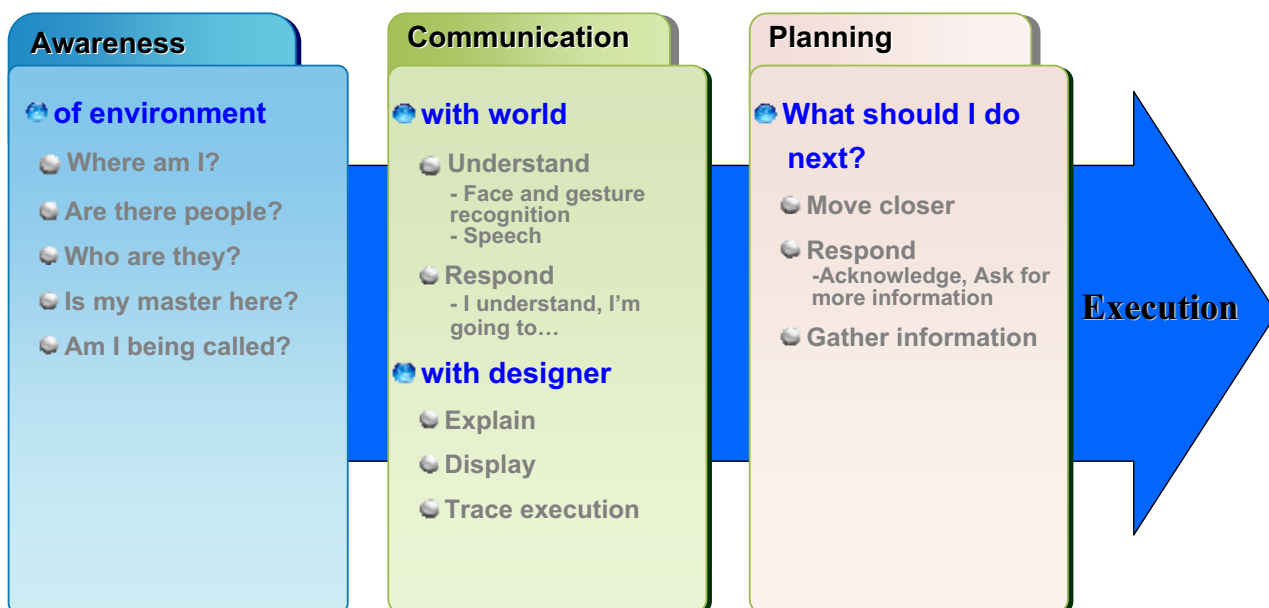 Awareness
of environment
Where am I?
Are there people?
Who are they?
Is my master here?
Am I being called?
Communication
with world
Understand
- Face and gesture
recognition
- Speech
Respond
- I understand, I’m
going to…
with designer
Explain
Display
Trace execution
Planning
What should I do
next?
Move closer
Respond
-Acknowledge, Ask for
more information
Gather information
Execution